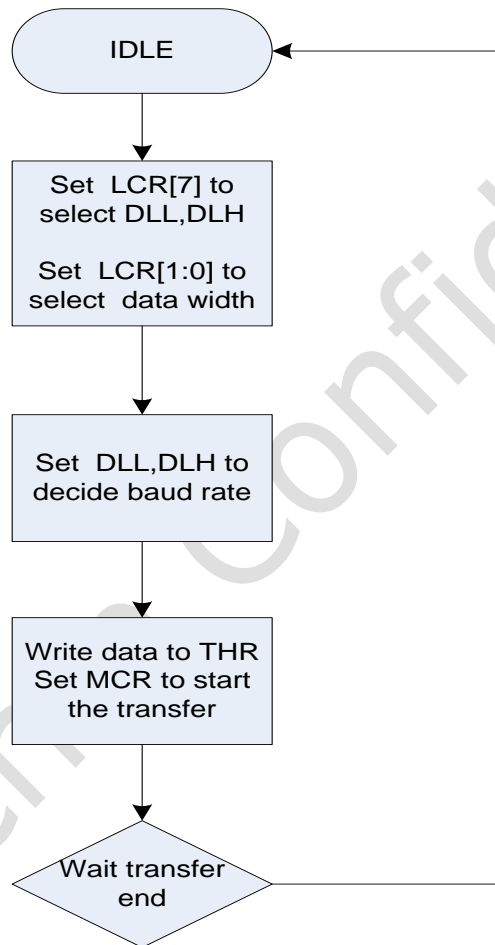 IDLE
Set LCR[7] to
select DLL,DLH
Set LCR[1:0] to
select data width
Set DLL,DLH to
decide baud rate
Write data to THR
Set MCR to start
the transfer
Wait transfer
end